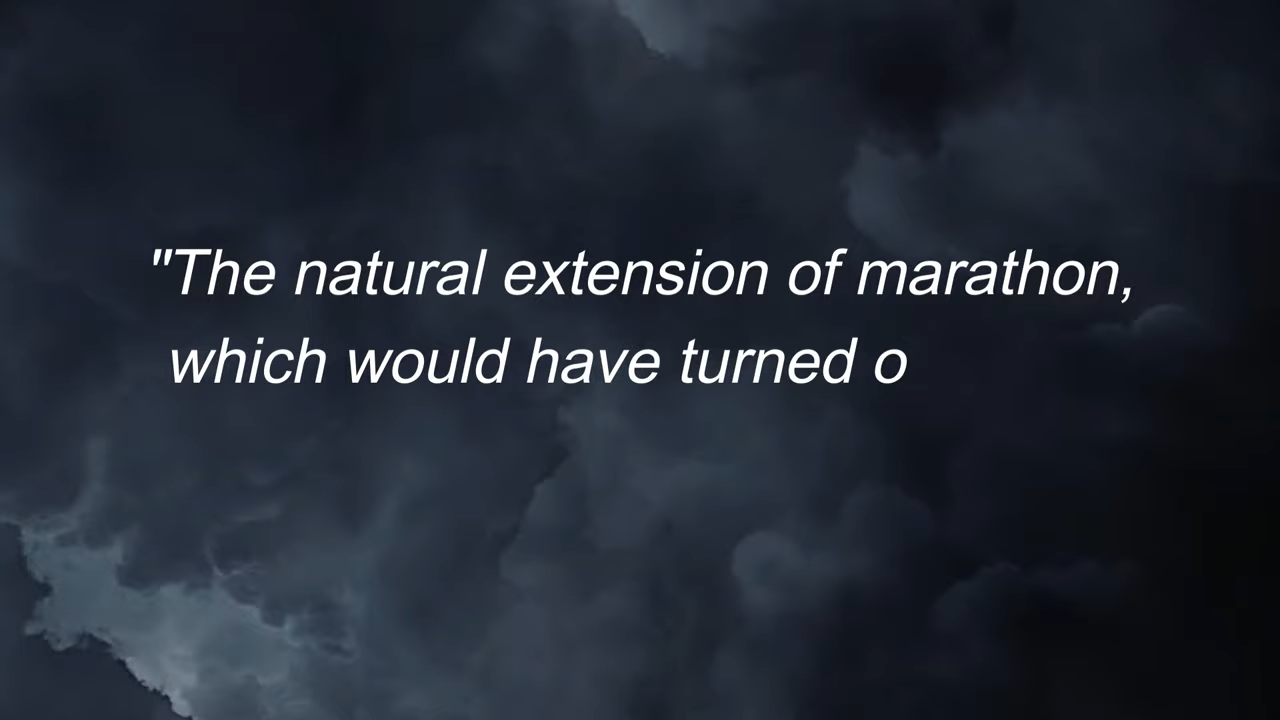 "The natural extension of marathon,
which would have turned o